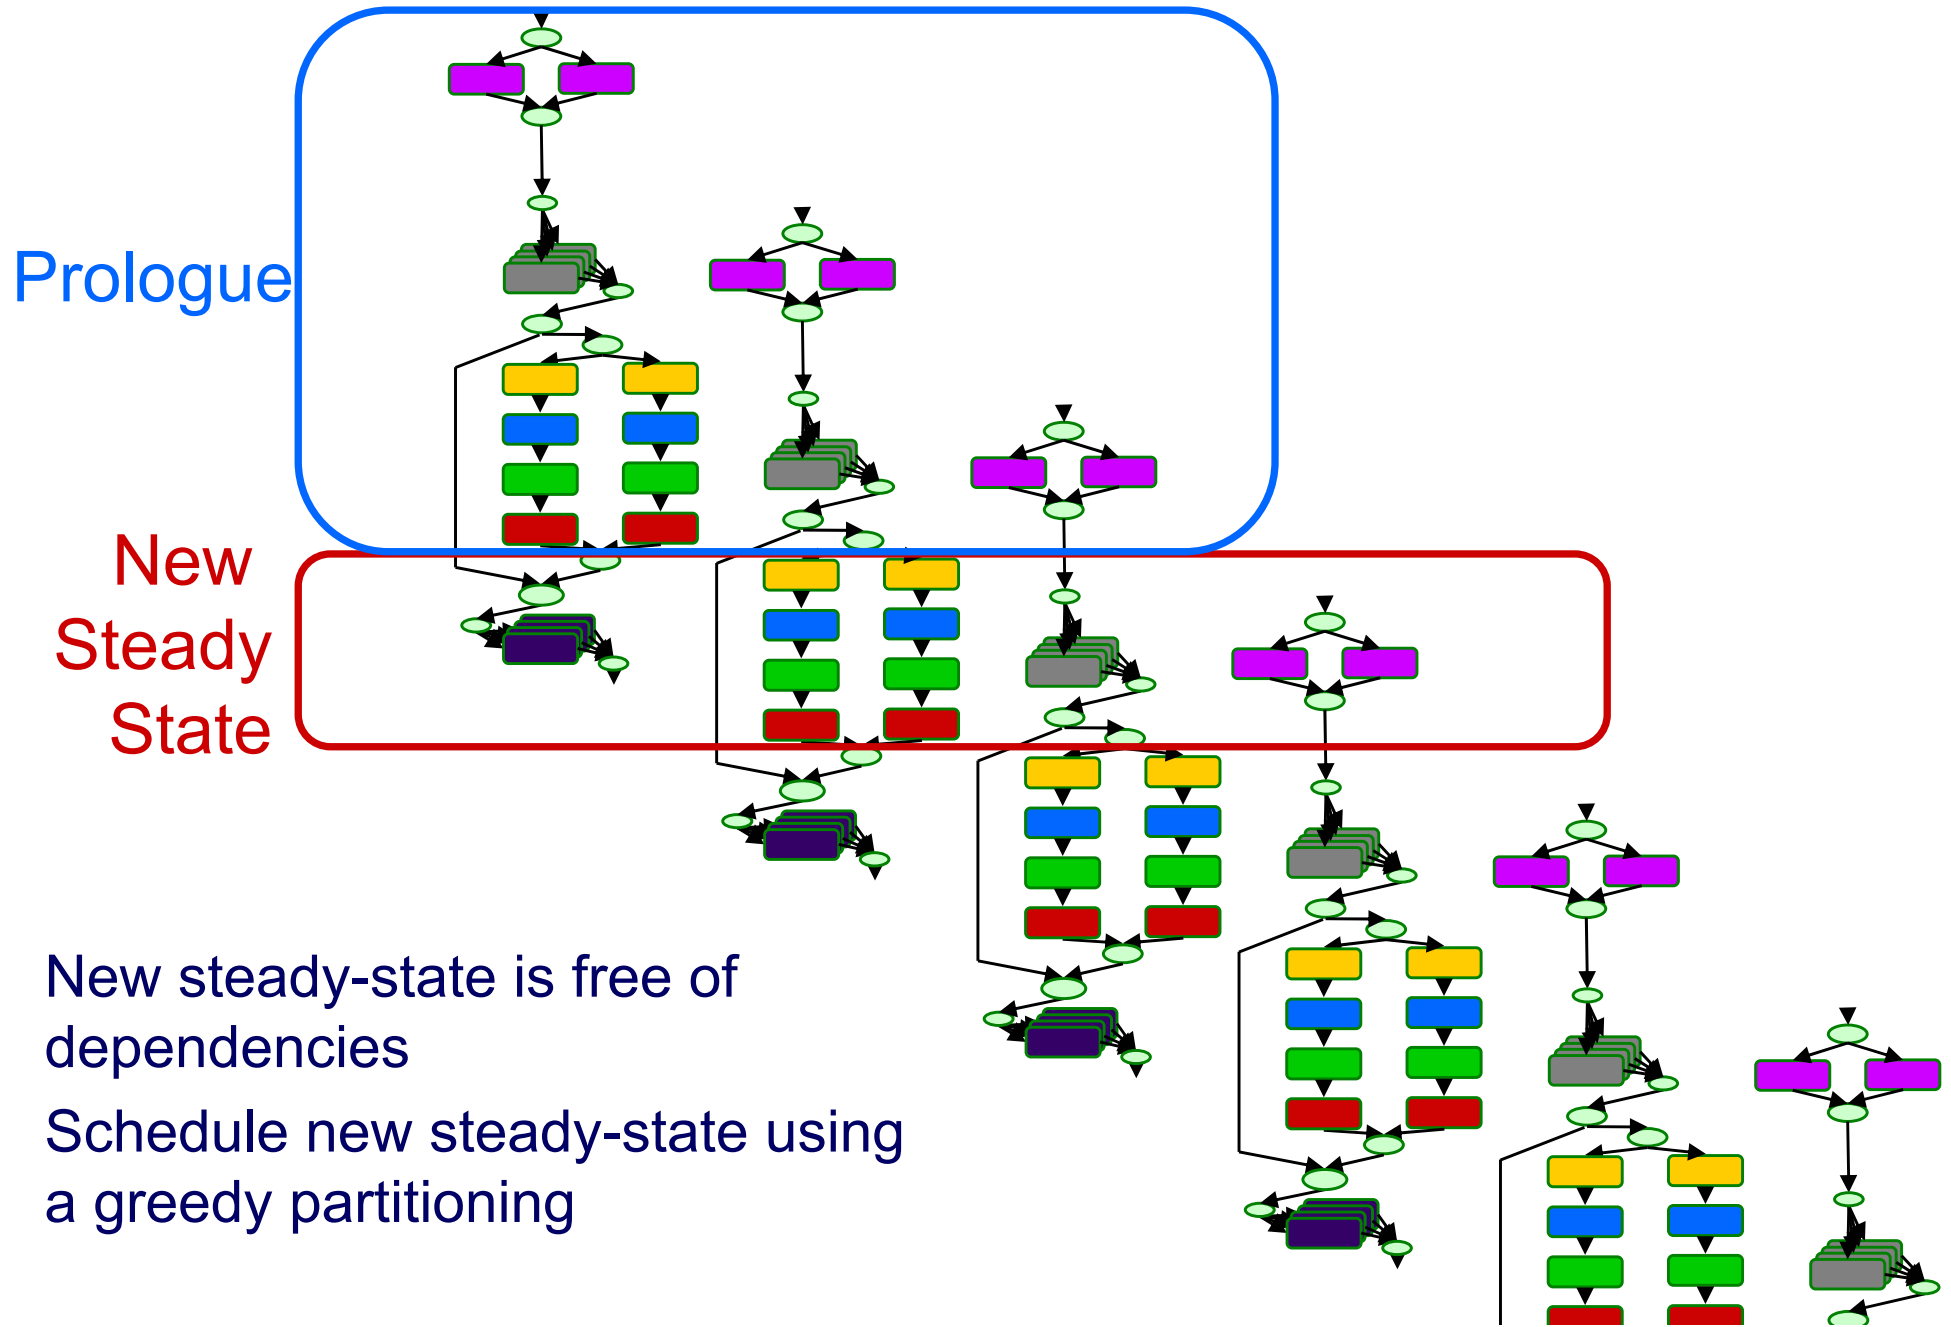 Prologue
New
Steady
State
New steady-state is free of
dependencies
Schedule new steady-state using
a greedy partitioning